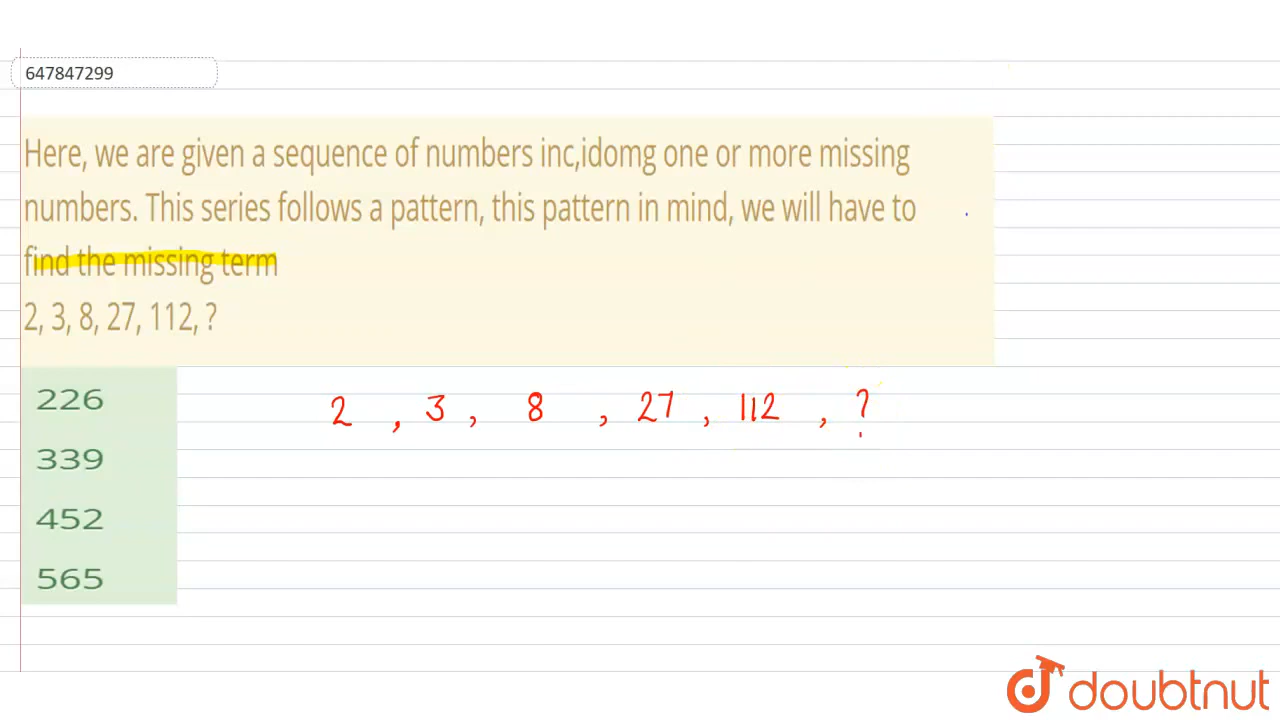 647847299
Here, we are given a sequence of numbers inc,idomg one or more missing
numbers. This series follows a pattern, this pattern in mind, we will have to
find the missing term
2, 3, 8, 27, 112, ?
226
339
452
565
2 , 3 , 8 , 27 , 112 , ?
doubtnut